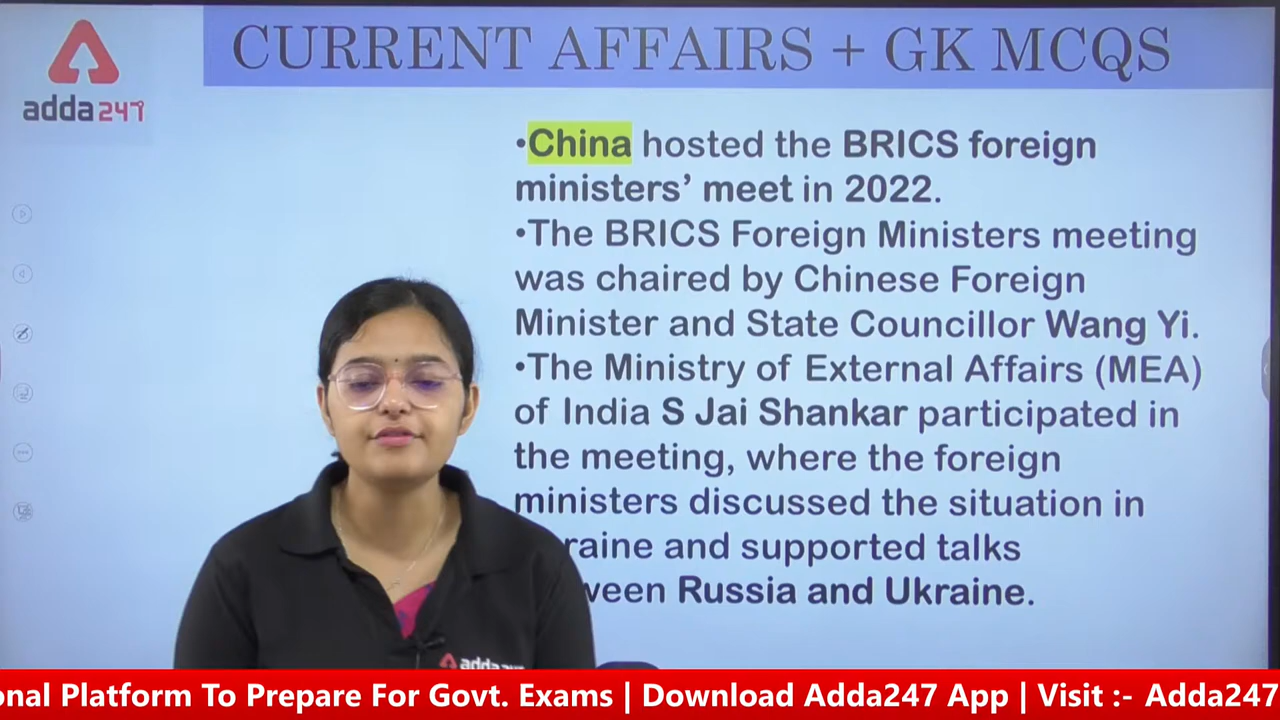 CURRENT AFFAIRS + GK MCQS
adda247
•China hosted the BRICS foreign
ministers’ meet in 2022.
•The BRICS Foreign Ministers meeting
was chaired by Chinese Foreign
Minister and State Councillor Wang Yi.
•The Ministry of External Affairs (MEA)
of India S Jai Shankar participated in
the meeting, where the foreign
ministers discussed the situation in
and supported talks
Russia and Ukraine.
Platform To Prepare For Govt. Exams | Download Adda247 App | Visit :- Adda247